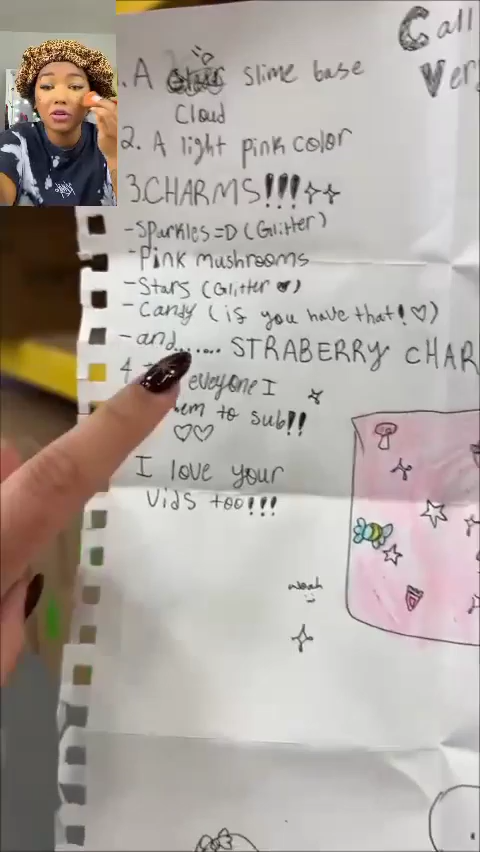 Call
Ver
1. A slime base
Cloud
2. A light pink color
3. CHARMS!!!
-Sparkles=D (Glitter)
-Pink mushrooms
-Stars (Glitter)
-Candy (is you have that!♡)
-and....... STRABERRY CHAR
4 eveyone I
em to sub!!
♡♡
I love your
vids too!!!
woah